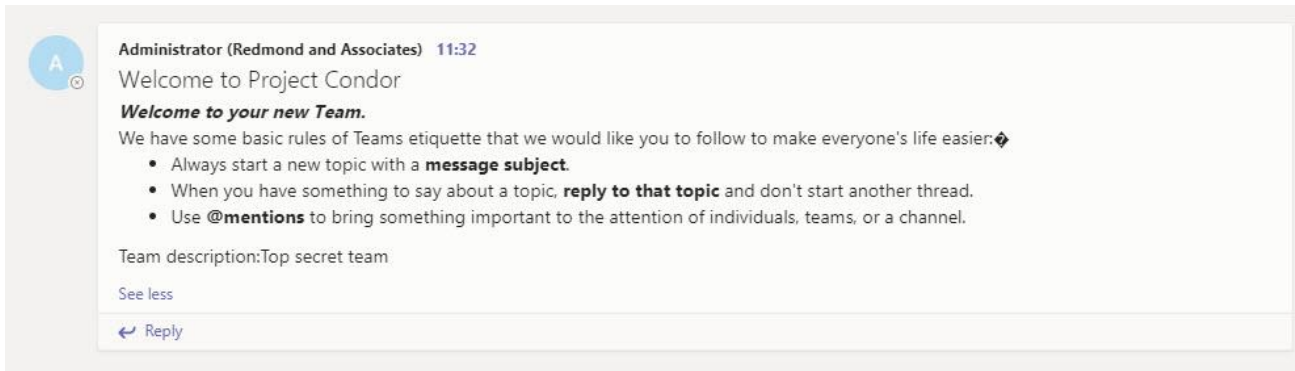 A
Administrator (Redmond and Associates) 11:32
Welcome to Project Condor
Welcome to your new Team.
We have some basic rules of Teams etiquette that we would like you to follow to make everyone's life easier:�
• Always start a new topic with a message subject.
• When you have something to say about a topic, reply to that topic and don't start another thread.
• Use @mentions to bring something important to the attention of individuals, teams, or a channel.
Team description:Top secret team
See less
Reply